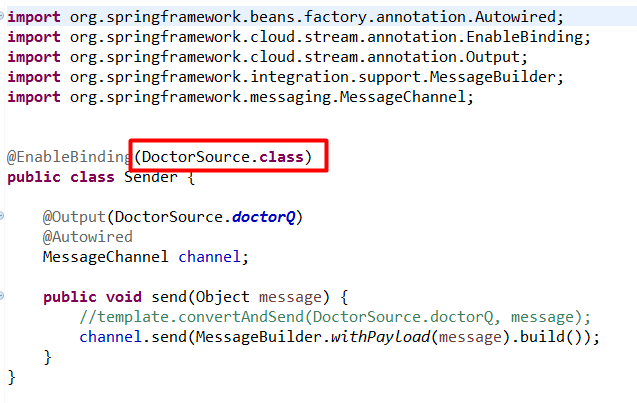 import org.springframework.beans.factory.annotation.Autowired;
import org.springframework.cloud.stream.annotation.EnableBinding;
import org.springframework.cloud.stream.annotation.Output;
import org.springframework.integration.support.MessageBuilder;
import org.springframework.messaging.MessageChannel;
@EnableBinding(DoctorSource.class)
public class Sender {
@Output(DoctorSource.doctorQ)
@Autowired
MessageChannel channel;
public void send(Object message) {
//template.convertAndSend(DoctorSource.doctorQ, message);
channel.send(MessageBuilder.withPayload(message).build());
}
}